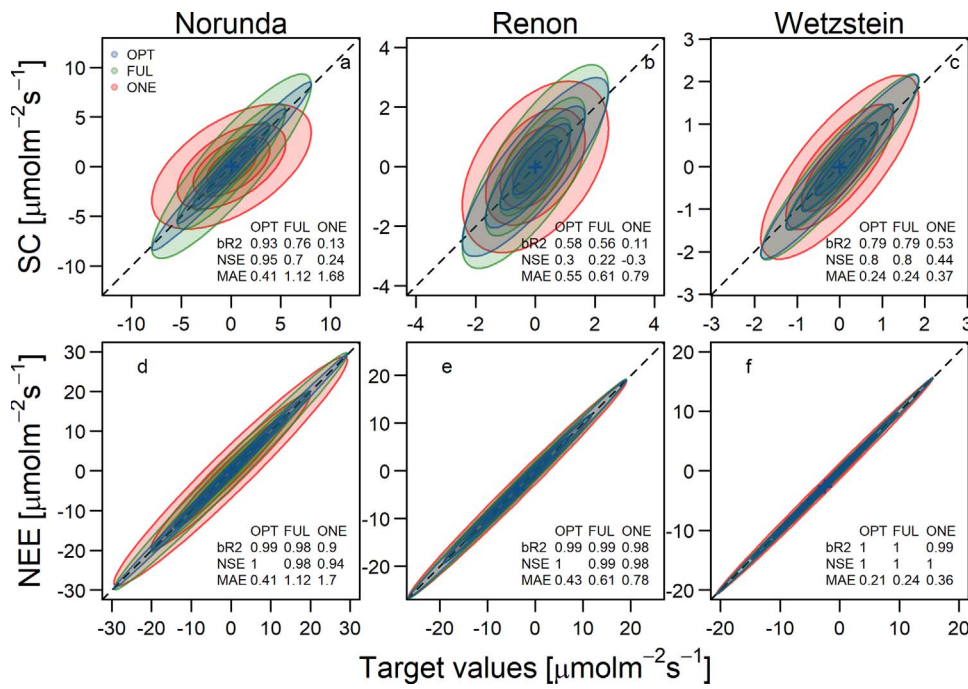 Norunda Renon Wetzstein
SC [μmolm⁻²s⁻¹]
10
5
0
-5
-10
a
OPT
FUL
ONE
OPT FUL ONE
bR2 0.93 0.76 0.13
NSE 0.95 0.7 0.24
MAE 0.41 1.12 1.68
-10 -5 0 5 10
4
2
0
-2
-4
b
OPT FUL ONE
bR2 0.58 0.56 0.11
NSE 0.3 0.22 -0.3
MAE 0.55 0.61 0.79
-4 -2 0 2 4
3
2
1
0
-1
-2
-3
c
OPT FUL ONE
bR2 0.79 0.79 0.53
NSE 0.8 0.8 0.44
MAE 0.24 0.24 0.37
-3 -2 -1 0 1 2 3
NEE [μmolm⁻²s⁻¹]
30
20
10
0
-10
-20
-30
d
OPT FUL ONE
bR2 0.99 0.98 0.9
NSE 1 0.98 0.94
MAE 0.41 1.12 1.7
-30 -20 -10 0 10 20 30
20
10
0
-10
-20
e
OPT FUL ONE
bR2 0.99 0.99 0.98
NSE 1 0.99 0.98
MAE 0.43 0.61 0.78
-20 -10 0 10 20
20
10
0
-10
-20
f
OPT FUL ONE
bR2 1 1 0.99
NSE 1 1 1
MAE 0.21 0.24 0.36
-20 -10 0 10 20
Target values [μmolm⁻²s⁻¹]